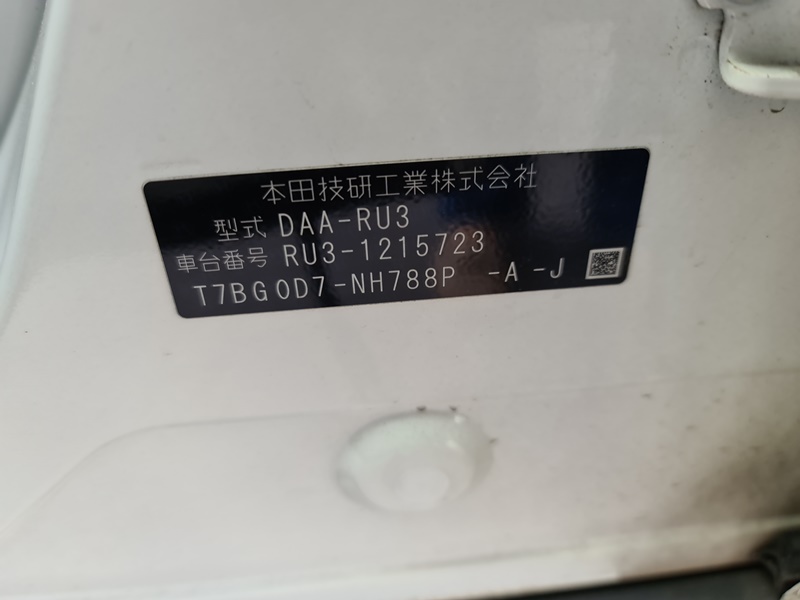 本田技研工業株式会社
型式 DAA-RU3
車台番号 RU3-1215723
T7BG0D7-NH788P -A -J